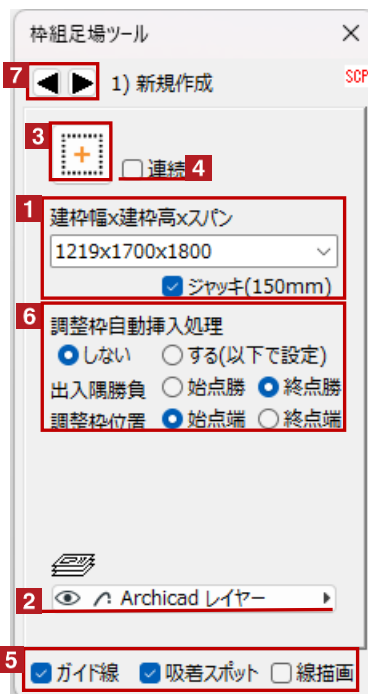 枠組足場ツール
7 1) 新規作成 SCP
3
連続 4
1
建枠幅x建枠高xスパン
1219x1700x1800
ジャッキ(150mm)
6
調整枠自動挿入処理
しない する(以下で設定)
出入隅勝負 始点勝 終点勝
調整枠位置 始点端 終点端
2 Archicad レイヤー
5
ガイド線 吸着スポット 線描画